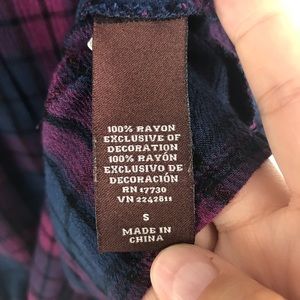 100% RAYON
EXCLUSIVE OF
DECORATION
100% RAYÓN
EXCLUSIVO DE
DECORACIÓN
RN 17730
VN 2242811
S
MADE IN
CHINA